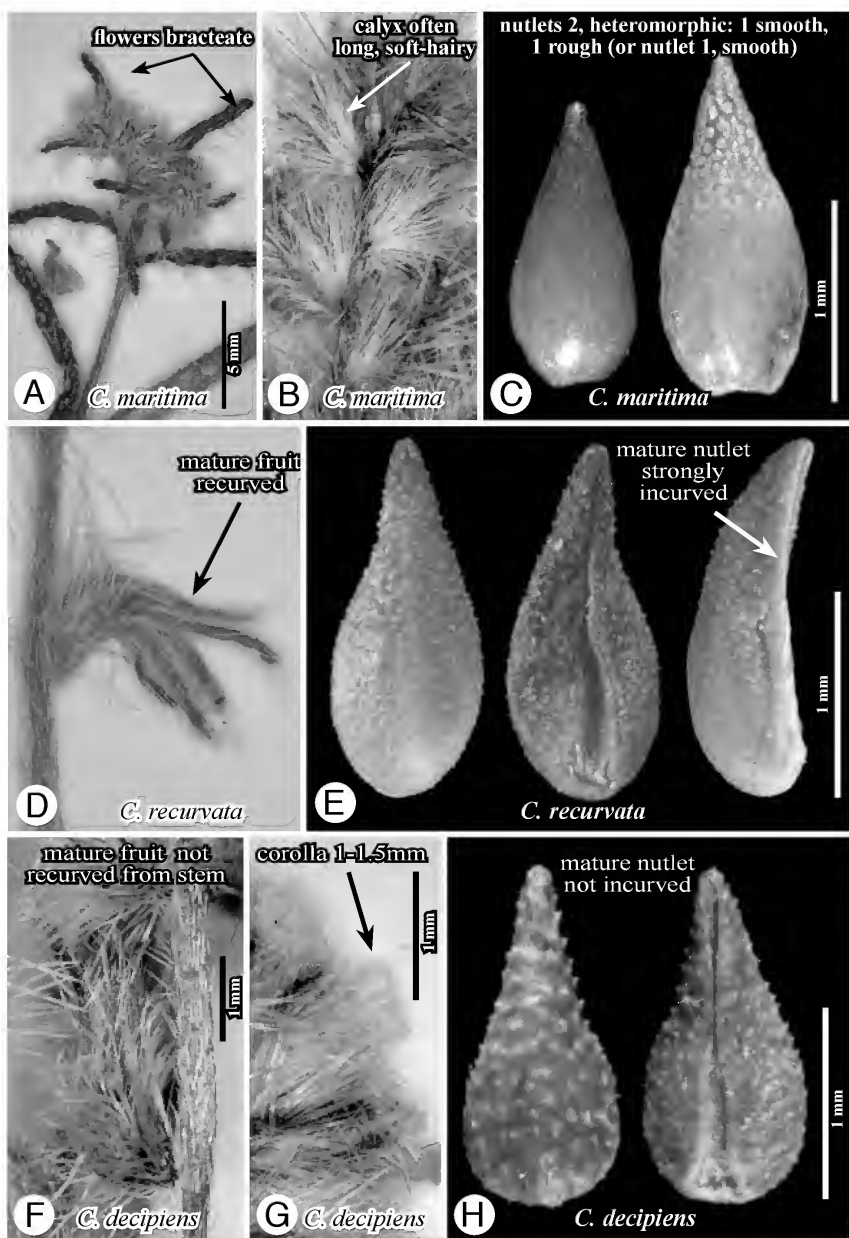 flowers bracteate
5 mm
A
C. maritima
calyx often
long, soft-hairy
B
C. maritima
nutlets 2, heteromorphic: 1 smooth,
1 rough (or nutlet 1, smooth)
1 mm
C
C. maritima
mature fruit
recurved
D
C. recurvata
mature nutlet
strongly
incurved
1 mm
E
C. recurvata
mature fruit not
recurved from stem
1mm
F
C. decipiens
corolla 1-1.5mm
1mm
G
C. decipiens
mature nutlet
not incurved
1 mm
H
C. decipiens